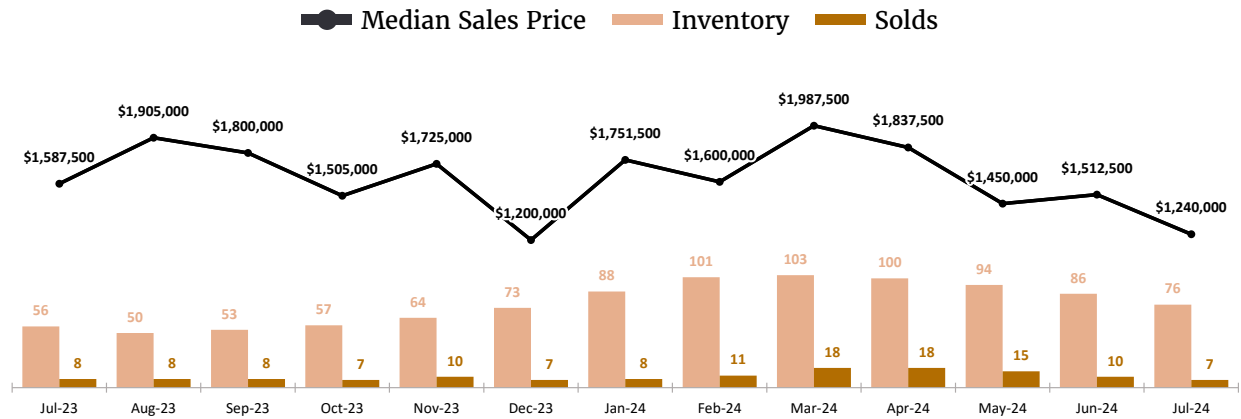 Median Sales Price Inventory Solds
$1,587,500 $1,905,000 $1,800,000 $1,505,000 $1,725,000 $1,200,000 $1,751,500 $1,600,000 $1,987,500 $1,837,500 $1,450,000 $1,512,500 $1,240,000
56 50 53 57 64 73 88 101 103 100 94 86 76
8 8 8 7 10 7 8 11 18 18 15 10 7
Jul-23 Aug-23 Sep-23 Oct-23 Nov-23 Dec-23 Jan-24 Feb-24 Mar-24 Apr-24 May-24 Jun-24 Jul-24